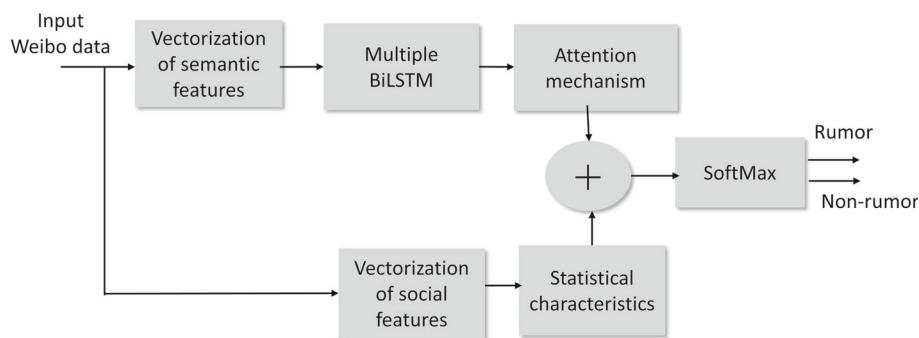 Input
Weibo data
Vectorization
of semantic
features
Multiple
BiLSTM
Attention
mechanism
+
SoftMax
Rumor
Non-rumor
Vectorization
of social
features
Statistical
characteristics